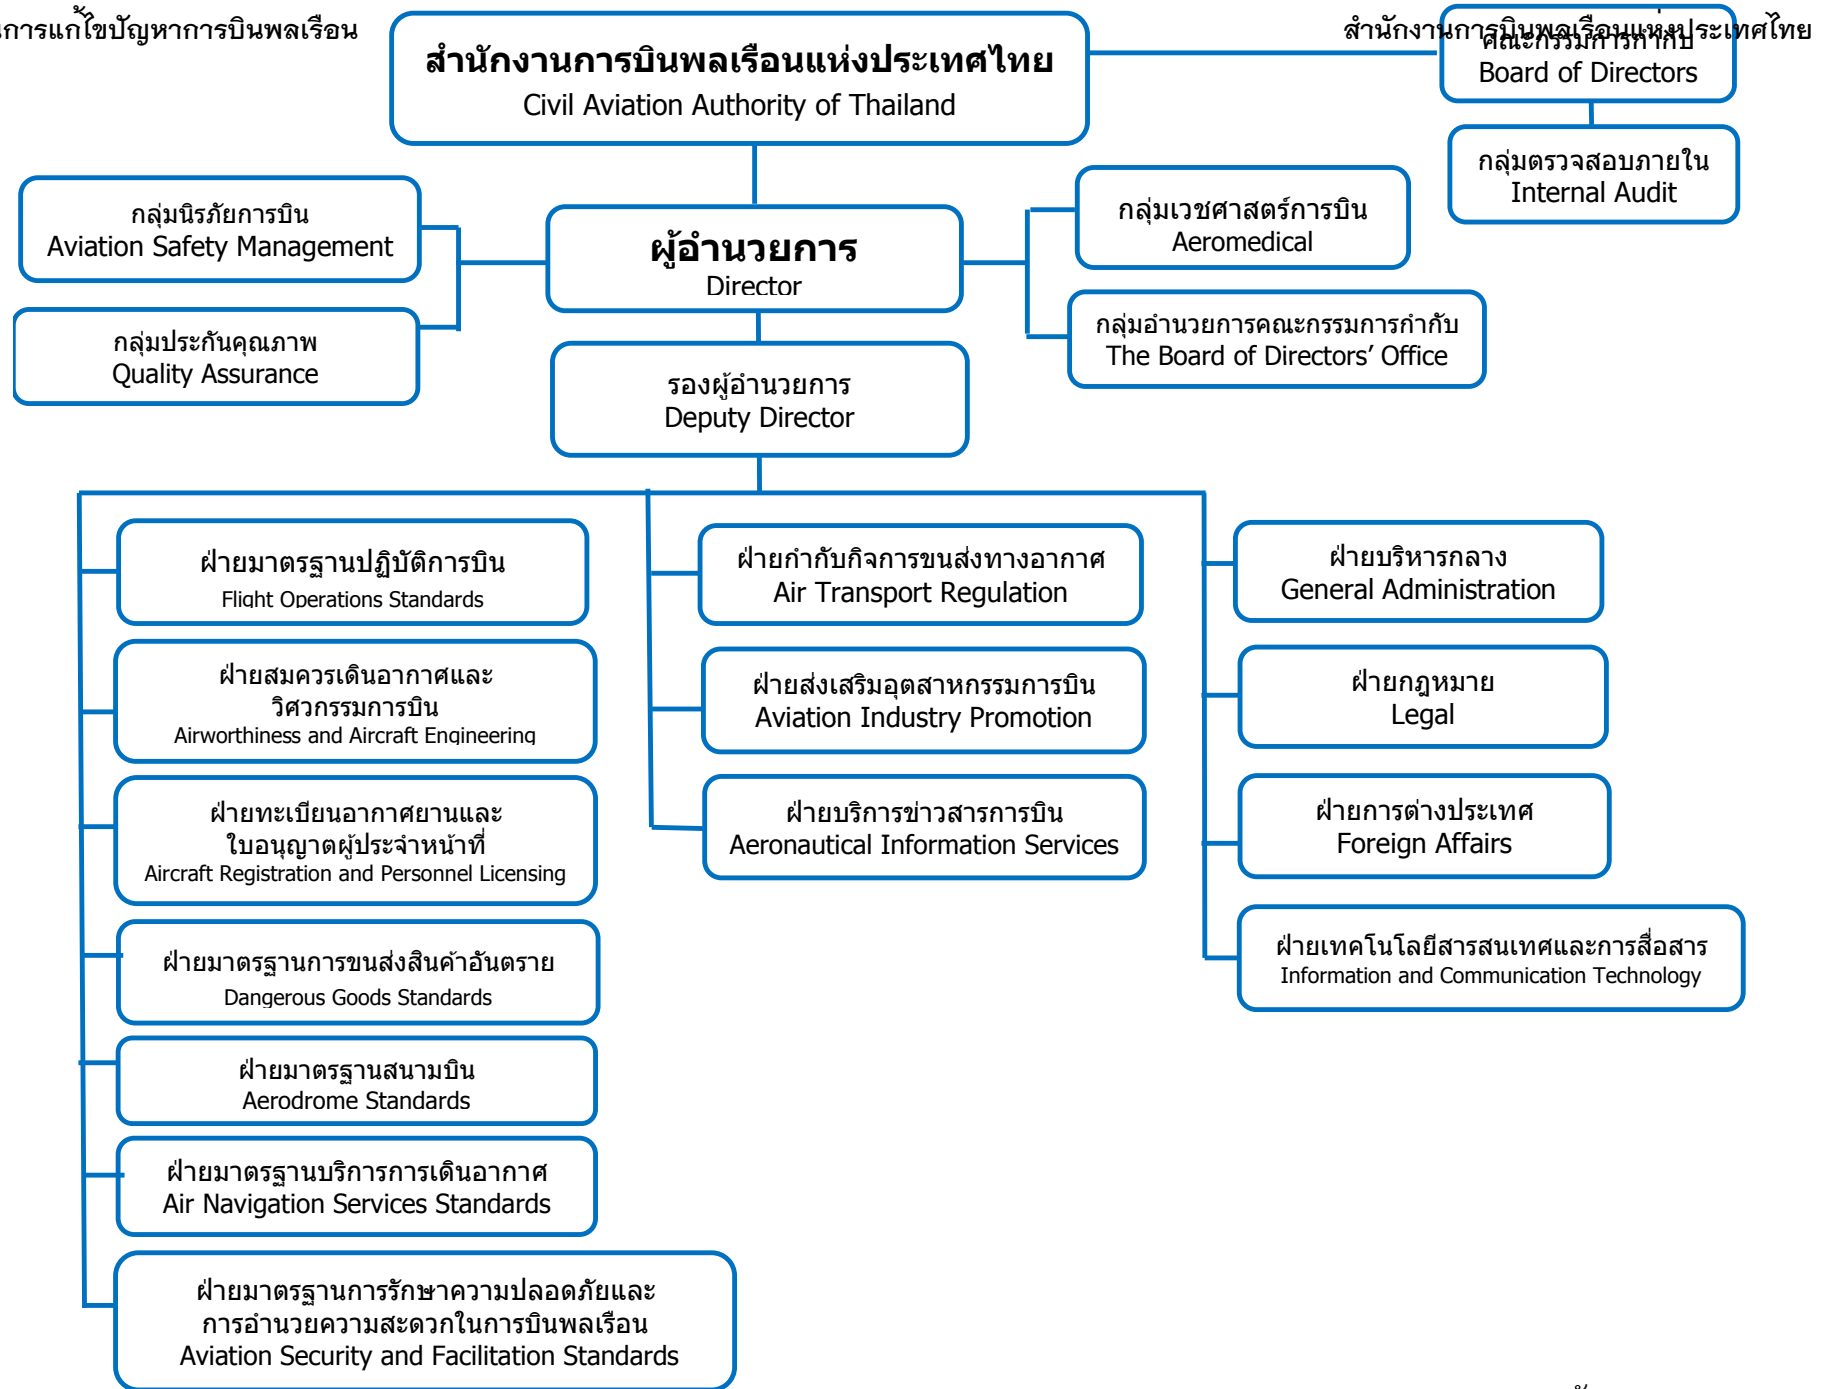 การแก้ไขปัญหาการบินพลเรือน
สำนักงานการบินพลเรือนแห่งประเทศไทย
สำนักงานการบินพลเรือนแห่งประเทศไทย
Civil Aviation Authority of Thailand
คณะกรรมการกำกับ
Board of Directors
กลุ่มตรวจสอบภายใน
Internal Audit
กลุ่มนิรภัยการบิน
Aviation Safety Management
ผู้อำนวยการ
Director
กลุ่มเวชศาสตร์การบิน
Aeromedical
กลุ่มประกันคุณภาพ
Quality Assurance
กลุ่มอำนวยการคณะกรรมการกำกับ
The Board of Directors’ Office
รองผู้อำนวยการ
Deputy Director
ฝ่ายมาตรฐานปฏิบัติการบิน
Flight Operations Standards
ฝ่ายสมควรเดินอากาศและ
วิศวกรรมการบิน
Airworthiness and Aircraft Engineering
ฝ่ายทะเบียนอากาศยานและ
ใบอนุญาตผู้ประจำหน้าที่
Aircraft Registration and Personnel Licensing
ฝ่ายมาตรฐานการขนส่งสินค้าอันตราย
Dangerous Goods Standards
ฝ่ายมาตรฐานสนามบิน
Aerodrome Standards
ฝ่ายมาตรฐานบริการการเดินอากาศ
Air Navigation Services Standards
ฝ่ายมาตรฐานการรักษาความปลอดภัยและ
การอำนวยความสะดวกในการบินพลเรือน
Aviation Security and Facilitation Standards
ฝ่ายกำกับกิจการขนส่งทางอากาศ
Air Transport Regulation
ฝ่ายส่งเสริมอุตสาหกรรมการบิน
Aviation Industry Promotion
ฝ่ายบริการข่าวสารการบิน
Aeronautical Information Services
ฝ่ายบริหารกลาง
General Administration
ฝ่ายกฎหมาย
Legal
ฝ่ายการต่างประเทศ
Foreign Affairs
ฝ่ายเทคโนโลยีสารสนเทศและการสื่อสาร
Information and Communication Technology